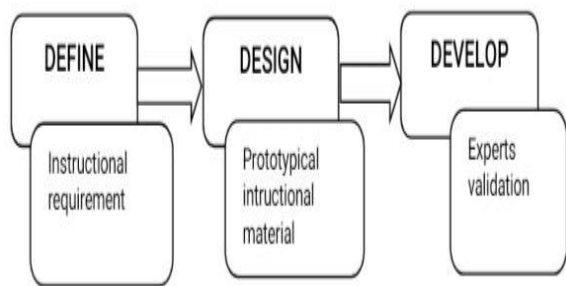 DEFINE
Instructional
requirement
DESIGN
Prototypical
intructional
material
DEVELOP
Experts
validation